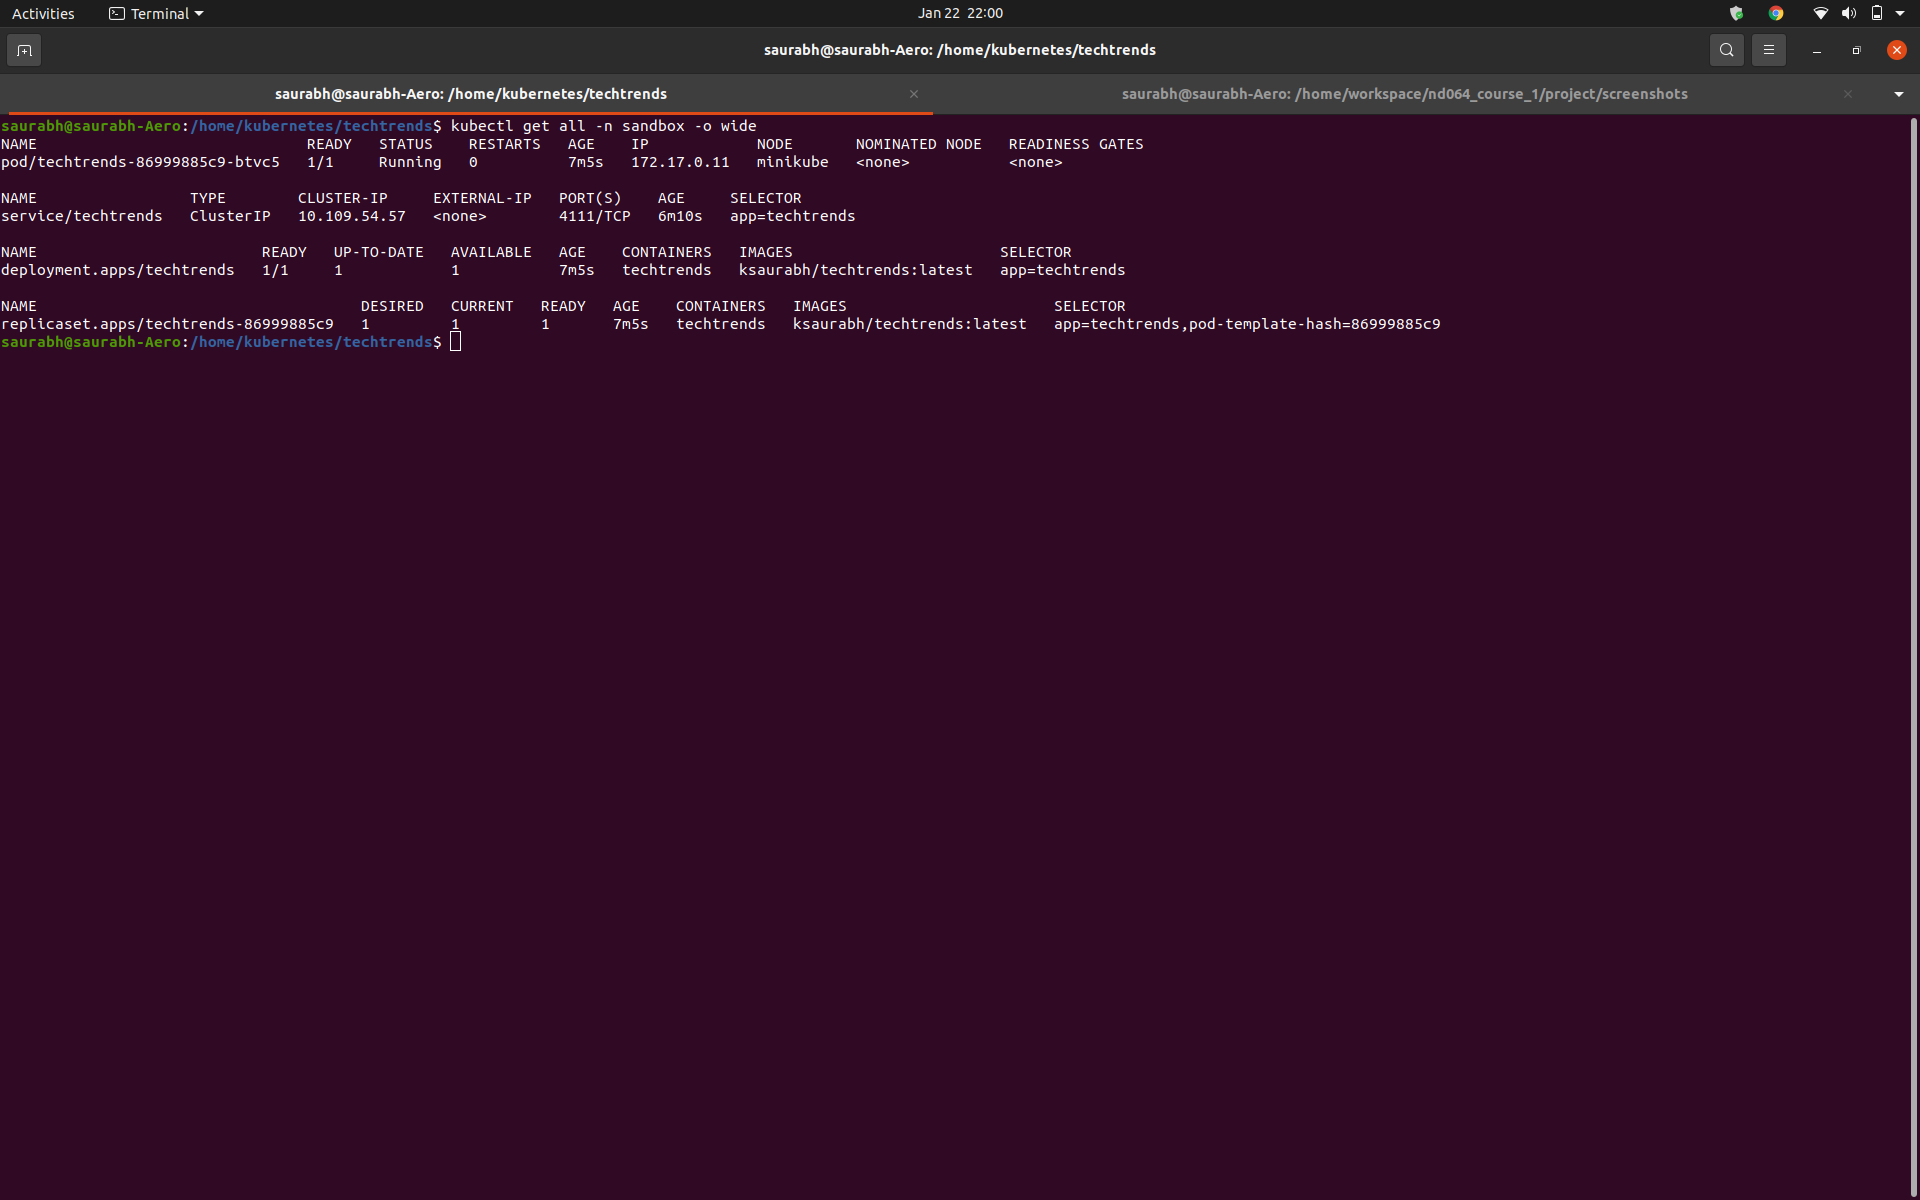 Activities Terminal Jan 22 22:00
saurabh@saurabh-Aero: /home/kubernetes/techtrends
saurabh@saurabh-Aero: /home/kubernetes/techtrends saurabh@saurabh-Aero: /home/workspace/nd064_course_1/project/screenshots
saurabh@saurabh-Aero:/home/kubernetes/techtrends$ kubectl get all -n sandbox -o wide
NAME READY STATUS RESTARTS AGE IP NODE NOMINATED NODE READINESS GATES
pod/techtrends-86999885c9-btvc5 1/1 Running 0 7m5s 172.17.0.11 minikube <none> <none>
NAME TYPE CLUSTER-IP EXTERNAL-IP PORT(S) AGE SELECTOR
service/techtrends ClusterIP 10.109.54.57 <none> 4111/TCP 6m10s app=techtrends
NAME READY UP-TO-DATE AVAILABLE AGE CONTAINERS IMAGES SELECTOR
deployment.apps/techtrends 1/1 1 1 7m5s techtrends ksaurabh/techtrends:latest app=techtrends
NAME DESIRED CURRENT READY AGE CONTAINERS IMAGES SELECTOR
replicaset.apps/techtrends-86999885c9 1 1 1 7m5s techtrends ksaurabh/techtrends:latest app=techtrends,pod-template-hash=86999885c9
saurabh@saurabh-Aero:/home/kubernetes/techtrends$